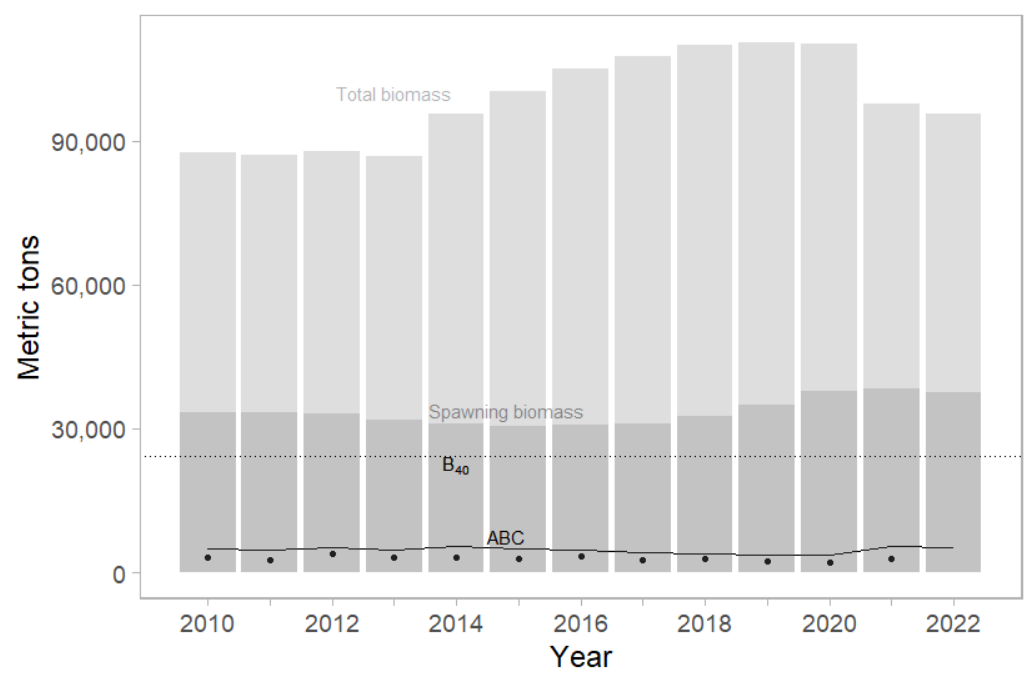 Total biomass
90,000
60,000
Metric tons
Spawning biomass
30,000
B40
ABC
0
2010 2012 2014 2016 2018 2020 2022
Year